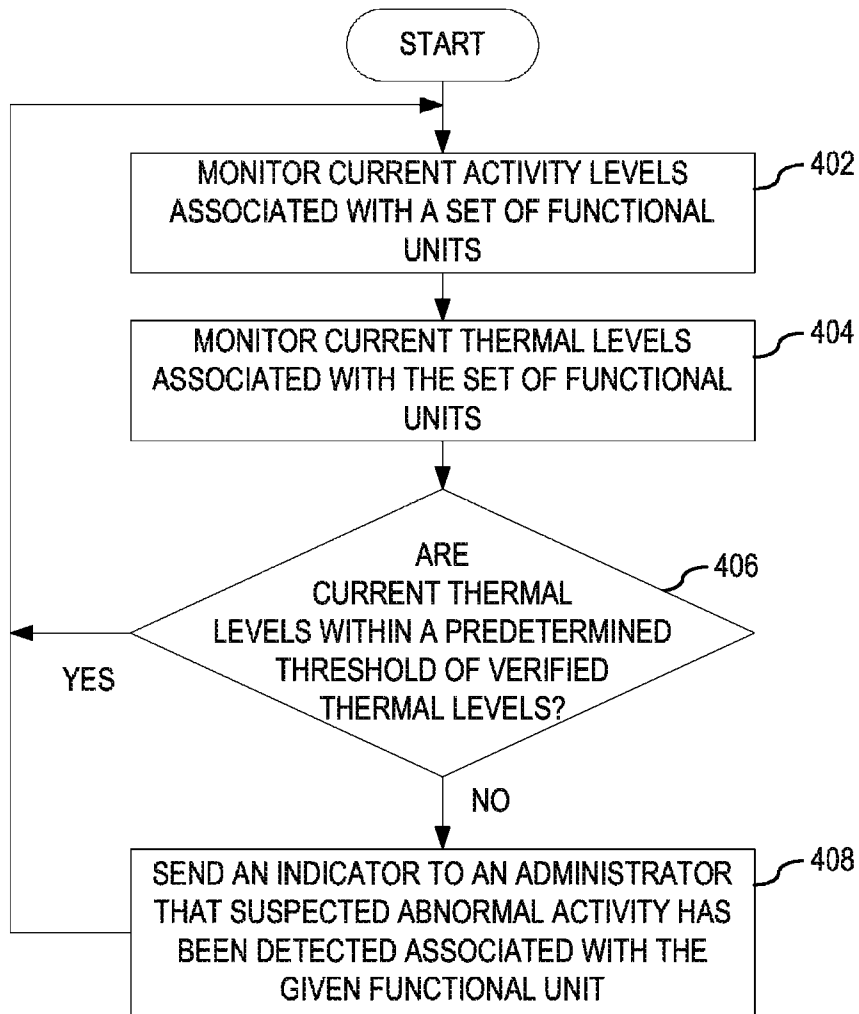 START
MONITOR CURRENT ACTIVITY LEVELS
ASSOCIATED WITH A SET OF FUNCTIONAL
UNITS
402
MONITOR CURRENT THERMAL LEVELS
ASSOCIATED WITH THE SET OF FUNCTIONAL
UNITS
404
ARE
CURRENT THERMAL
LEVELS WITHIN A PREDETERMINED
THRESHOLD OF VERIFIED
THERMAL LEVELS?
406
YES
NO
SEND AN INDICATOR TO AN ADMINISTRATOR
THAT SUSPECTED ABNORMAL ACTIVITY HAS
BEEN DETECTED ASSOCIATED WITH THE
GIVEN FUNCTIONAL UNIT
408